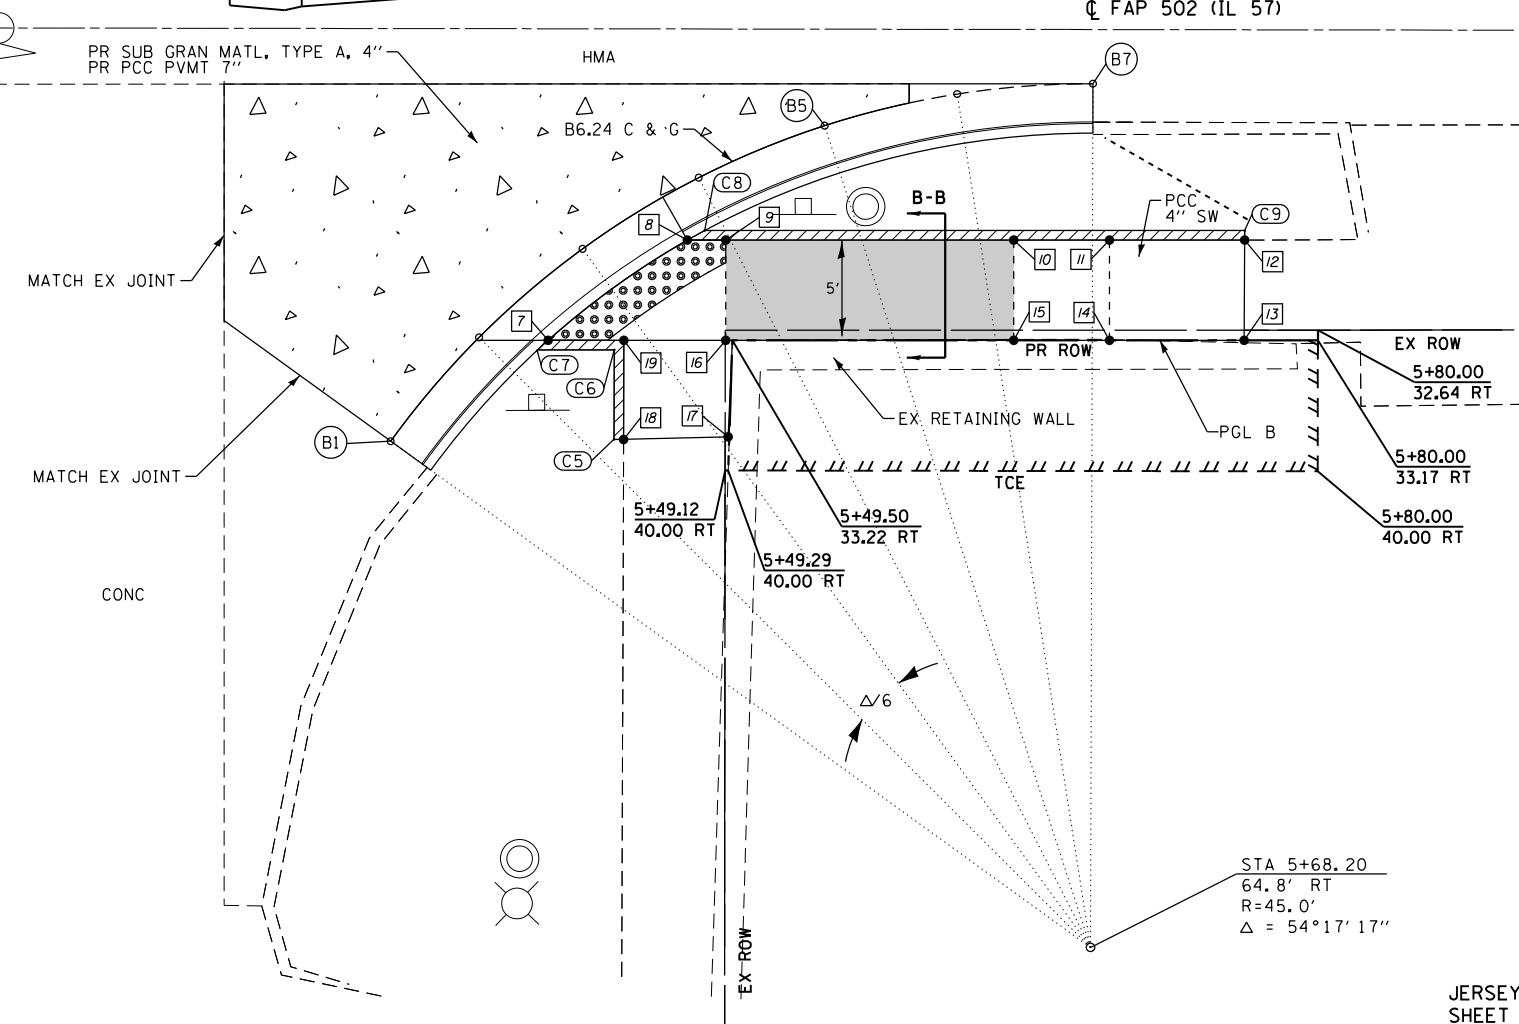 ℄ FAP 502 (IL 57)
PR SUB GRAN MATL, TYPE A, 4''
PR PCC PVMT 7''
HMA
B7
B5
B6.24 C & G
C8
8
9
B-B
PCC
4'' SW
C9
MATCH EX JOINT
5'
10
11
12
7
15
14
13
C7
19
16
PR ROW
EX ROW
C6
5+80.00
32.64 RT
18
17
EX RETAINING WALL
PGL B
B1
C5
5+80.00
33.17 RT
MATCH EX JOINT
TCE
5+49.12
40.00 RT
5+49.50
33.22 RT
5+80.00
40.00 RT
5+49.29
40.00 RT
CONC
△/6
STA 5+68.20
64.8' RT
R=45.0'
△ = 54°17'17''
EX ROW
JERSEY
SHEET